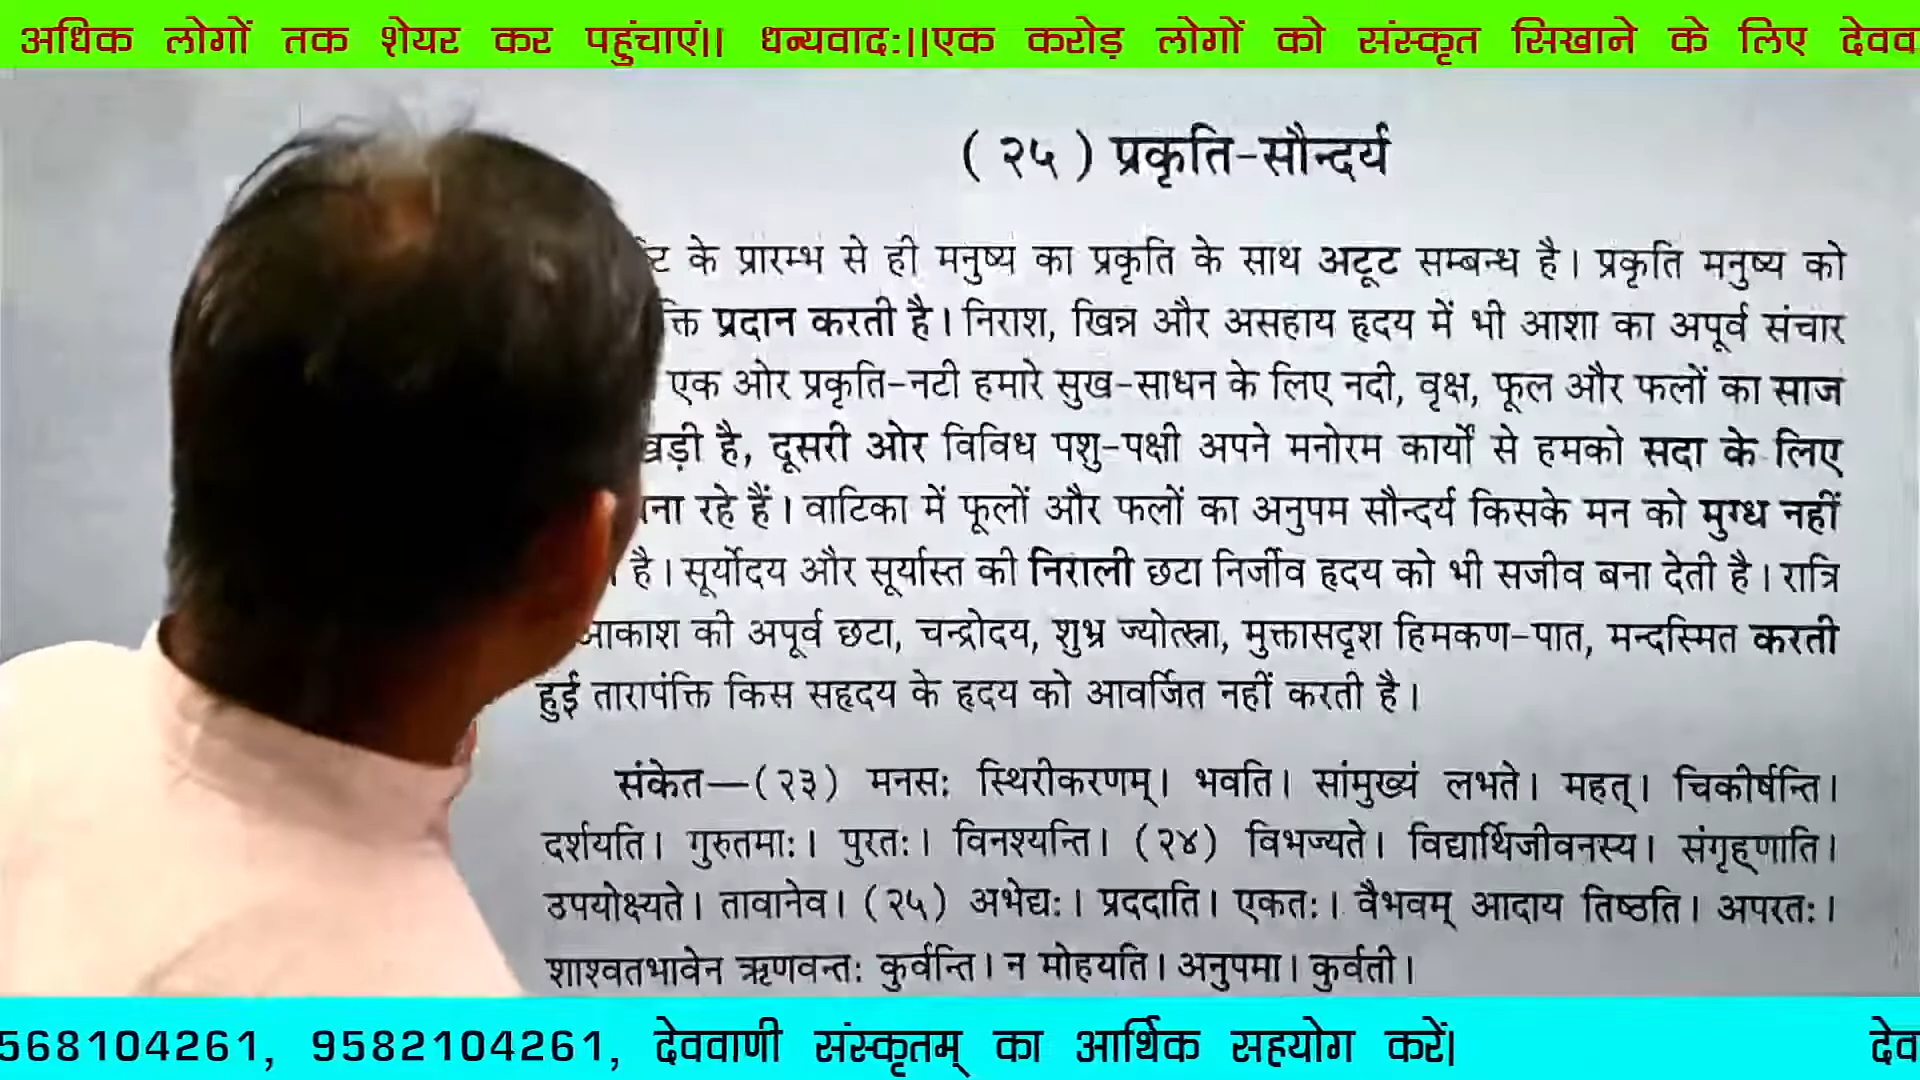 अधिक लोगों तक शेयर कर पहुंचाएं।। धन्यवाद:।।एक करोड़ लोगों को संस्कृत सिखाने के लिए
( २५ ) प्रकृति-सौन्दर्य
के प्रारम्भ से ही मनुष्य का प्रकृति के साथ अटूट सम्बन्ध है। प्रकृति मनुष्य को
प्रदान करती है। निराश, खिन्न और असहाय हृदय में भी आशा का अपूर्व संचार
एक ओर प्रकृति-नटी हमारे सुख-साधन के लिए नदी, वृक्ष, फूल और फलों का साज
है, दूसरी ओर विविध पशु-पक्षी अपने मनोरम कार्यों से हमको सदा के लिए
रहे हैं। वाटिका में फूलों और फलों का अनुपम सौन्दर्य किसके मन को मुग्ध नहीं
है। सूर्योदय और सूर्यास्त की निराली छटा निर्जीव हृदय को भी सजीव बना देती है। रात्रि
आकाश की अपूर्व छटा, चन्द्रोदय, शुभ्र ज्योत्स्ना, मुक्तासदृश हिमकण-पात, मन्दस्मित करती
हुई तारापंक्ति किस सहृदय के हृदय को आवर्जित नहीं करती है।
संकेत—(२३) मनसः स्थिरीकरणम्। भवति। सांमुख्यं लभते। महत्। चिकीर्षन्ति।
दर्शयति। गुरुतमाः। पुरतः। विनश्यन्ति। (२४) विभज्यते। विद्यार्थिजीवनस्य। संगृह्णाति।
उपयोक्ष्यते। तावानेव। (२५) अभेद्यः। प्रददाति। एकतः। वैभवम् आदाय तिष्ठति। अपरतः।
शाश्वतभावेन ऋणवन्तः कुर्वन्ति। न मोहयति। अनुपमा। कुर्वती।
568104261, 9582104261, देववाणी संस्कृतम् का आर्थिक सहयोग करें।